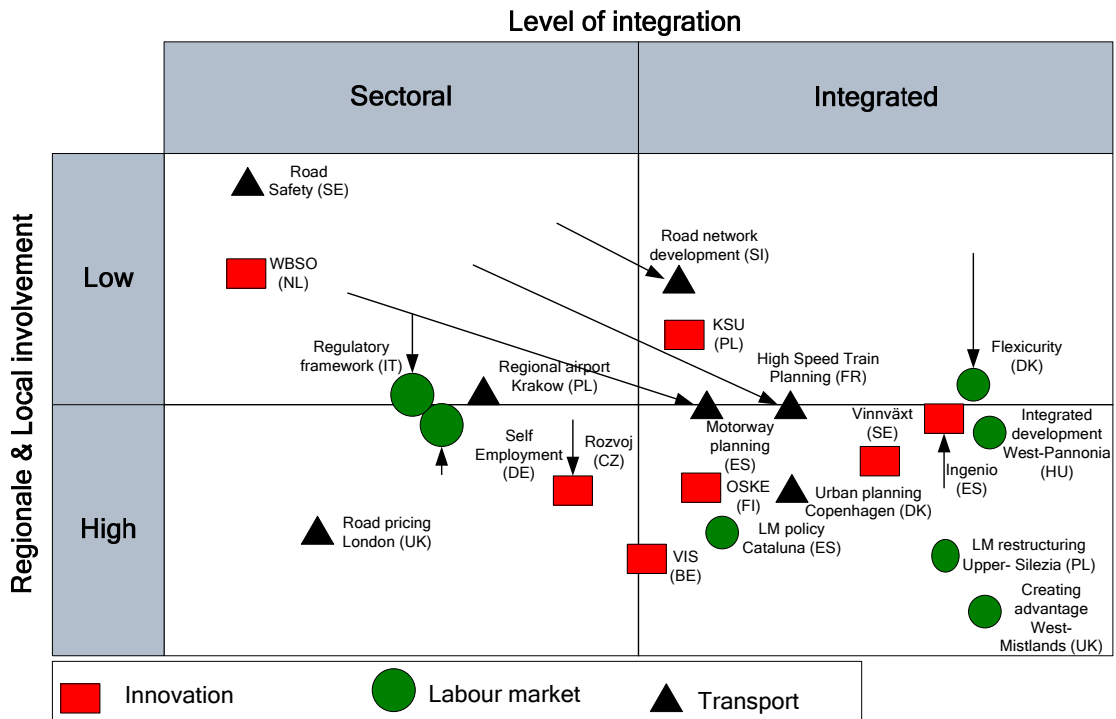 Level of integration
Sectoral
Integrated
Regionale & Local involvement
Low
High
Road
Safety (SE)
WBSO
(NL)
Road network
development (SI)
KSU
(PL)
Regulatory
framework (IT)
Regional airport
Krakow (PL)
High Speed Train
Planning (FR)
Flexicurity
(DK)
Self
Employment
(DE)
Rozvoj
(CZ)
Motorway
planning
(ES)
Vinnväxt
(SE)
Integrated
development
West-Pannonia
(HU)
Ingenio
(ES)
OSKE
(FI)
Urban planning
Copenhagen (DK)
Road pricing
London (UK)
LM policy
Cataluna (ES)
VIS
(BE)
LM restructuring
Upper- Silezia (PL)
Creating
advantage
West-
Mistlands (UK)
Innovation
Labour market
Transport